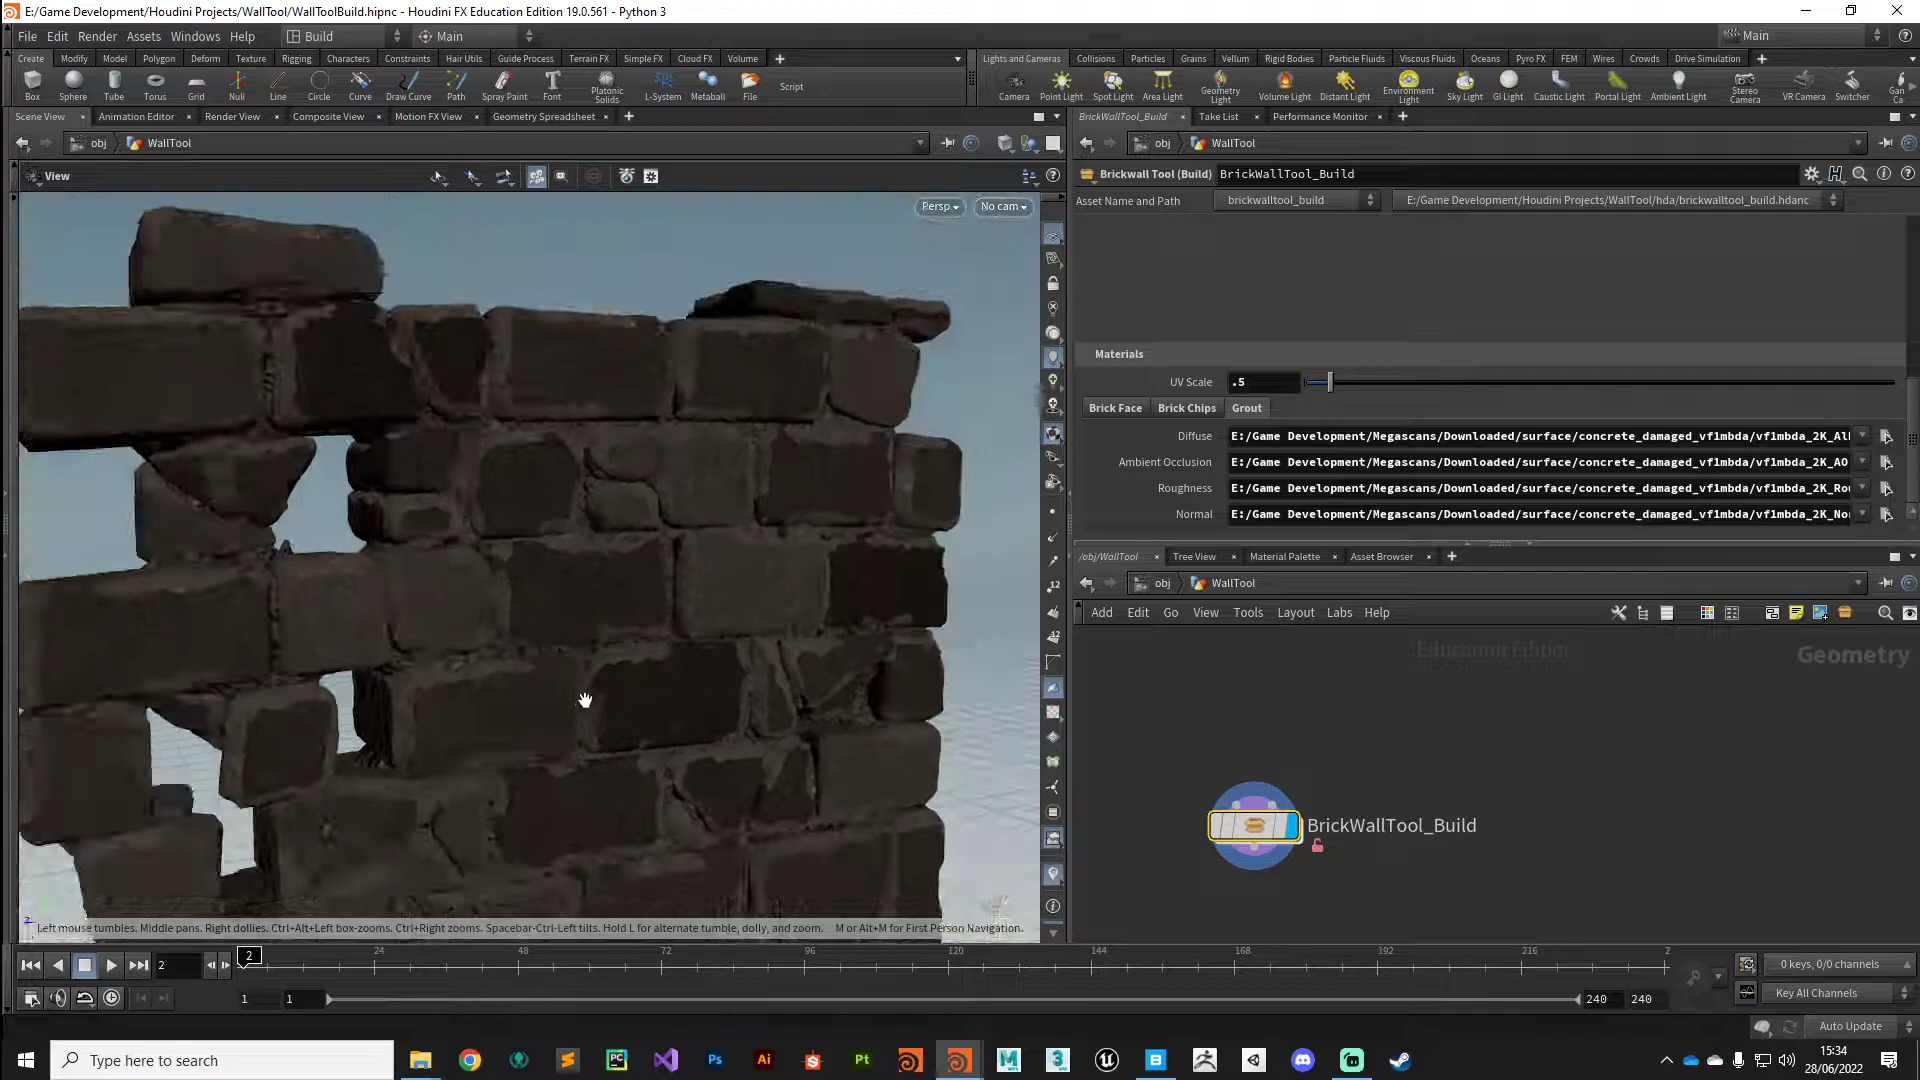 E:/Game Development/Houdini Projects/WallTool/WallToolBuild.hipnc - Houdini FX Education Edition 19.0.561 - Python 3
File Edit Render Assets Windows Help Build Main Main
Create Modify Model Polygon Deform Texture Rigging Characters Constraints Hair Utils Guide Process Terrain FX Simple FX Cloud FX Volume
Lights and Cameras Collisions Particles Grains Vellum Rigid Bodies Particle Fluids Viscous Fluids Oceans Pyro FX FEM Wires Crowds Drive Simulation
Box Sphere Tube Torus Grid Null Line Circle Curve Draw Curve Path Spray Paint Font Platonic Solids L-System Metaball File Script
Camera Point Light Spot Light Area Light Geometry Light Volume Light Distant Light Environment Light Sky Light GI Light Caustic Light Portal Light Ambient Light Stereo Camera VR Camera Switcher Gan Ca
Scene View Animation Editor Render View Composite View Motion FX View Geometry Spreadsheet
BrickWallTool_Build Take List Performance Monitor
obj WallTool
obj WallTool
View
Brickwall Tool (Build) BrickWallTool_Build
Asset Name and Path brickwalltool_build E:/Game Development/Houdini Projects/WallTool/hda/brickwalltool_build.hdanc
Persp No cam
Materials
UV Scale .5
Brick Face Brick Chips Grout
Diffuse E:/Game Development/Megascans/Downloaded/surface/concrete_damaged_vf1mbda/vf1mbda_2K_Al
Ambient Occlusion E:/Game Development/Megascans/Downloaded/surface/concrete_damaged_vf1mbda/vf1mbda_2K_AO
Roughness E:/Game Development/Megascans/Downloaded/surface/concrete_damaged_vf1mbda/vf1mbda_2K_Rou
Normal E:/Game Development/Megascans/Downloaded/surface/concrete_damaged_vf1mbda/vf1mbda_2K_No
/obj/WallTool Tree View Material Palette Asset Browser
obj WallTool
Add Edit Go View Tools Layout Labs Help
Education Edition
Geometry
BrickWallTool_Build
12
12
z
Left mouse tumbles. Middle pans. Right dollies. Ctrl+Alt+Left box-zooms. Ctrl+Right zooms. Spacebar-Ctrl-Left tilts. Hold L for alternate tumble, dolly, and zoom. M or Alt+M for First Person Navigation.
2 24 48 72 96 120 144 168 192 216 2
2
0 keys, 0/0 channels
1 1 240 240
Key All Channels
Auto Update
Type here to search
PC Ps Ai Pt M 3
15:34
28/06/2022